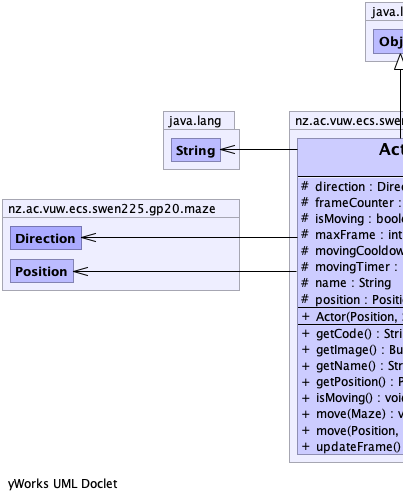 java.l
Obj
java.lang
String
nz.ac.vuw.ecs.swen
Act
nz.ac.vuw.ecs.swen225.gp20.maze
Direction
Position
# direction : Direc
# frameCounter :
# isMoving : boole
# maxFrame : int
# movingCooldow
# movingTimer :
# name : String
# position : Positi
+ Actor(Position, 
+ getCode() : Stri
+ getImage() : Bu
+ getName() : Str
+ getPosition() : P
+ isMoving() : voi
+ move(Maze) : v
+ move(Position,
+ updateFrame()
yWorks UML Doclet